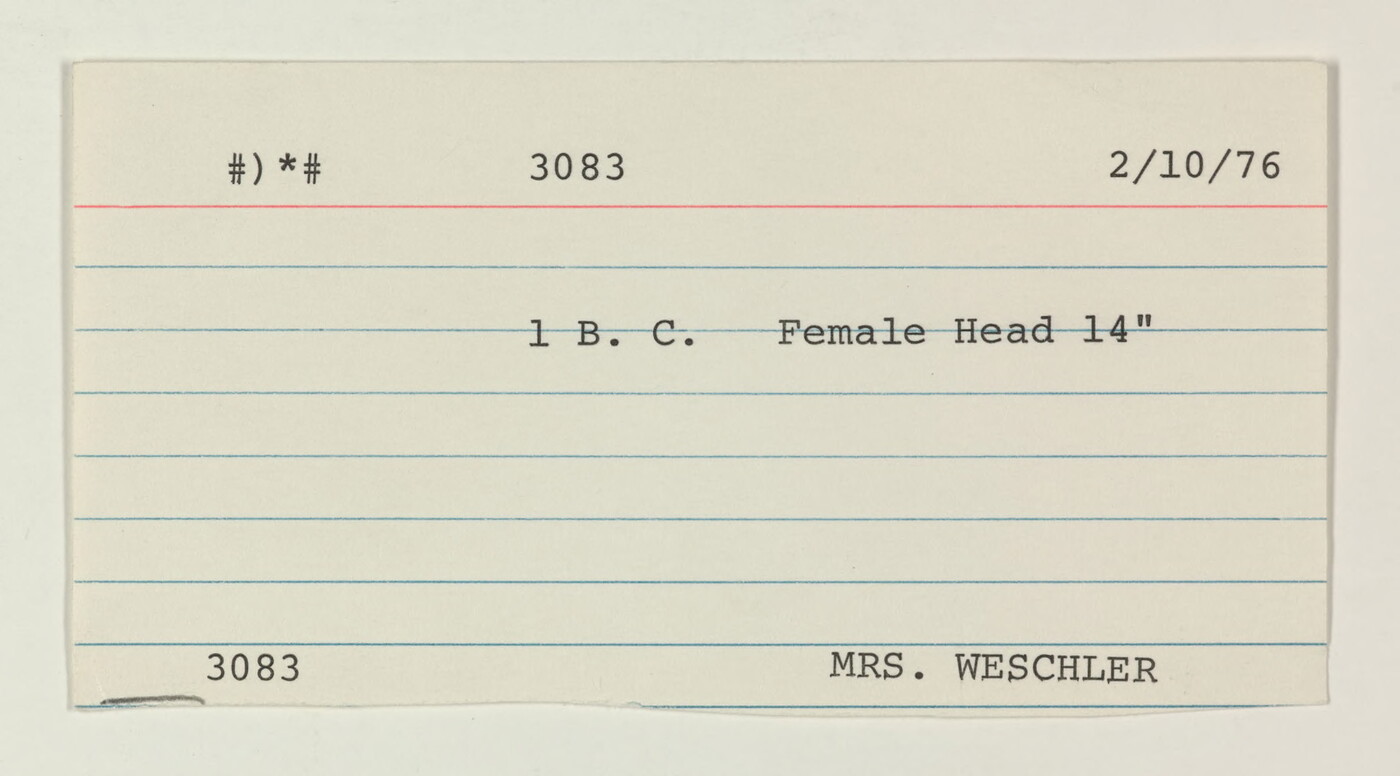 #)*# 3083 2/10/76
1 B. C. Female Head 14"
3083 MRS. WESCHLER